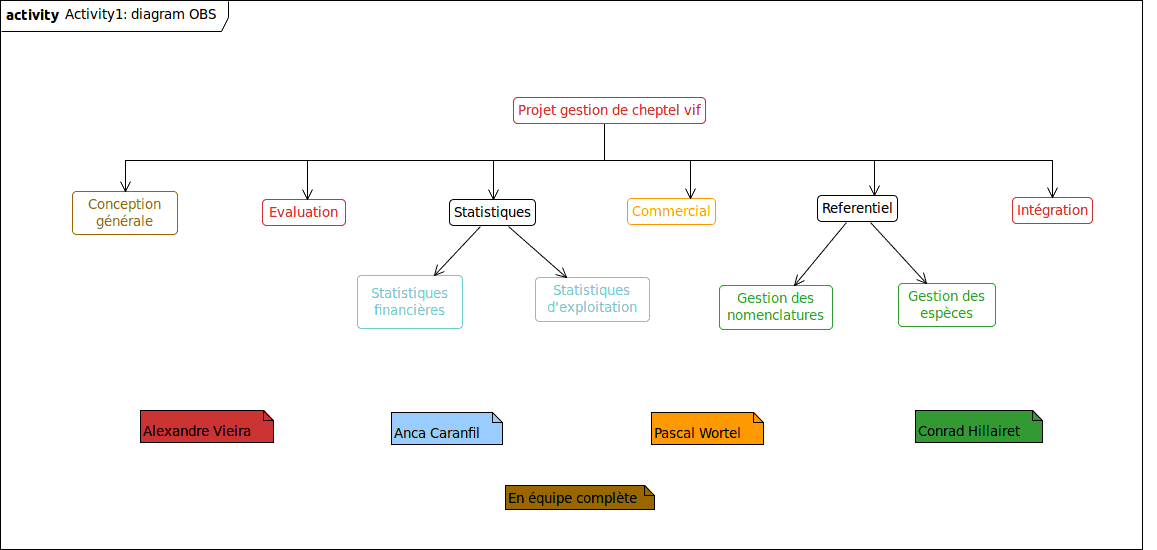 activity Activity1: diagram OBS
Projet gestion de cheptel vif
Conception
générale
Evaluation
Statistiques
Commercial
Referentiel
Intégration
Statistiques
financières
Statistiques
d'exploitation
Gestion des
nomenclatures
Gestion des
espèces
Alexandre Vieira
Anca Caranfil
Pascal Wortel
Conrad Hillairet
En équipe complète